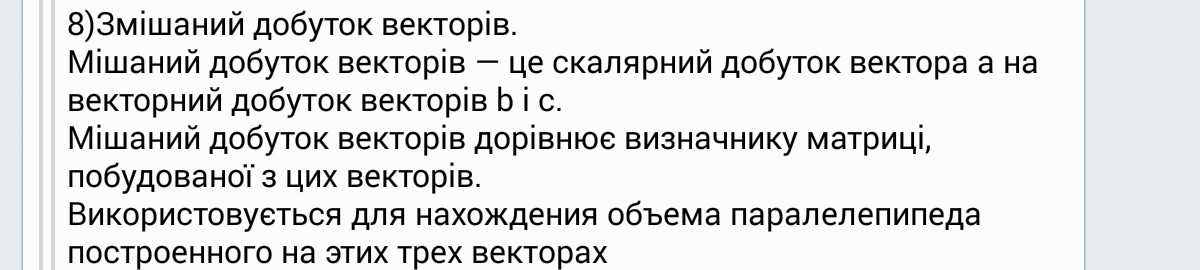 8)Змішаний добуток векторів.
Мішаний добуток векторів — це скалярний добуток вектора a на
векторний добуток векторів b і c.
Мішаний добуток векторів дорівнює визначнику матриці,
побудованої з цих векторів.
Використовується для нахождения объема паралелепипеда
построенного на этих трех векторах